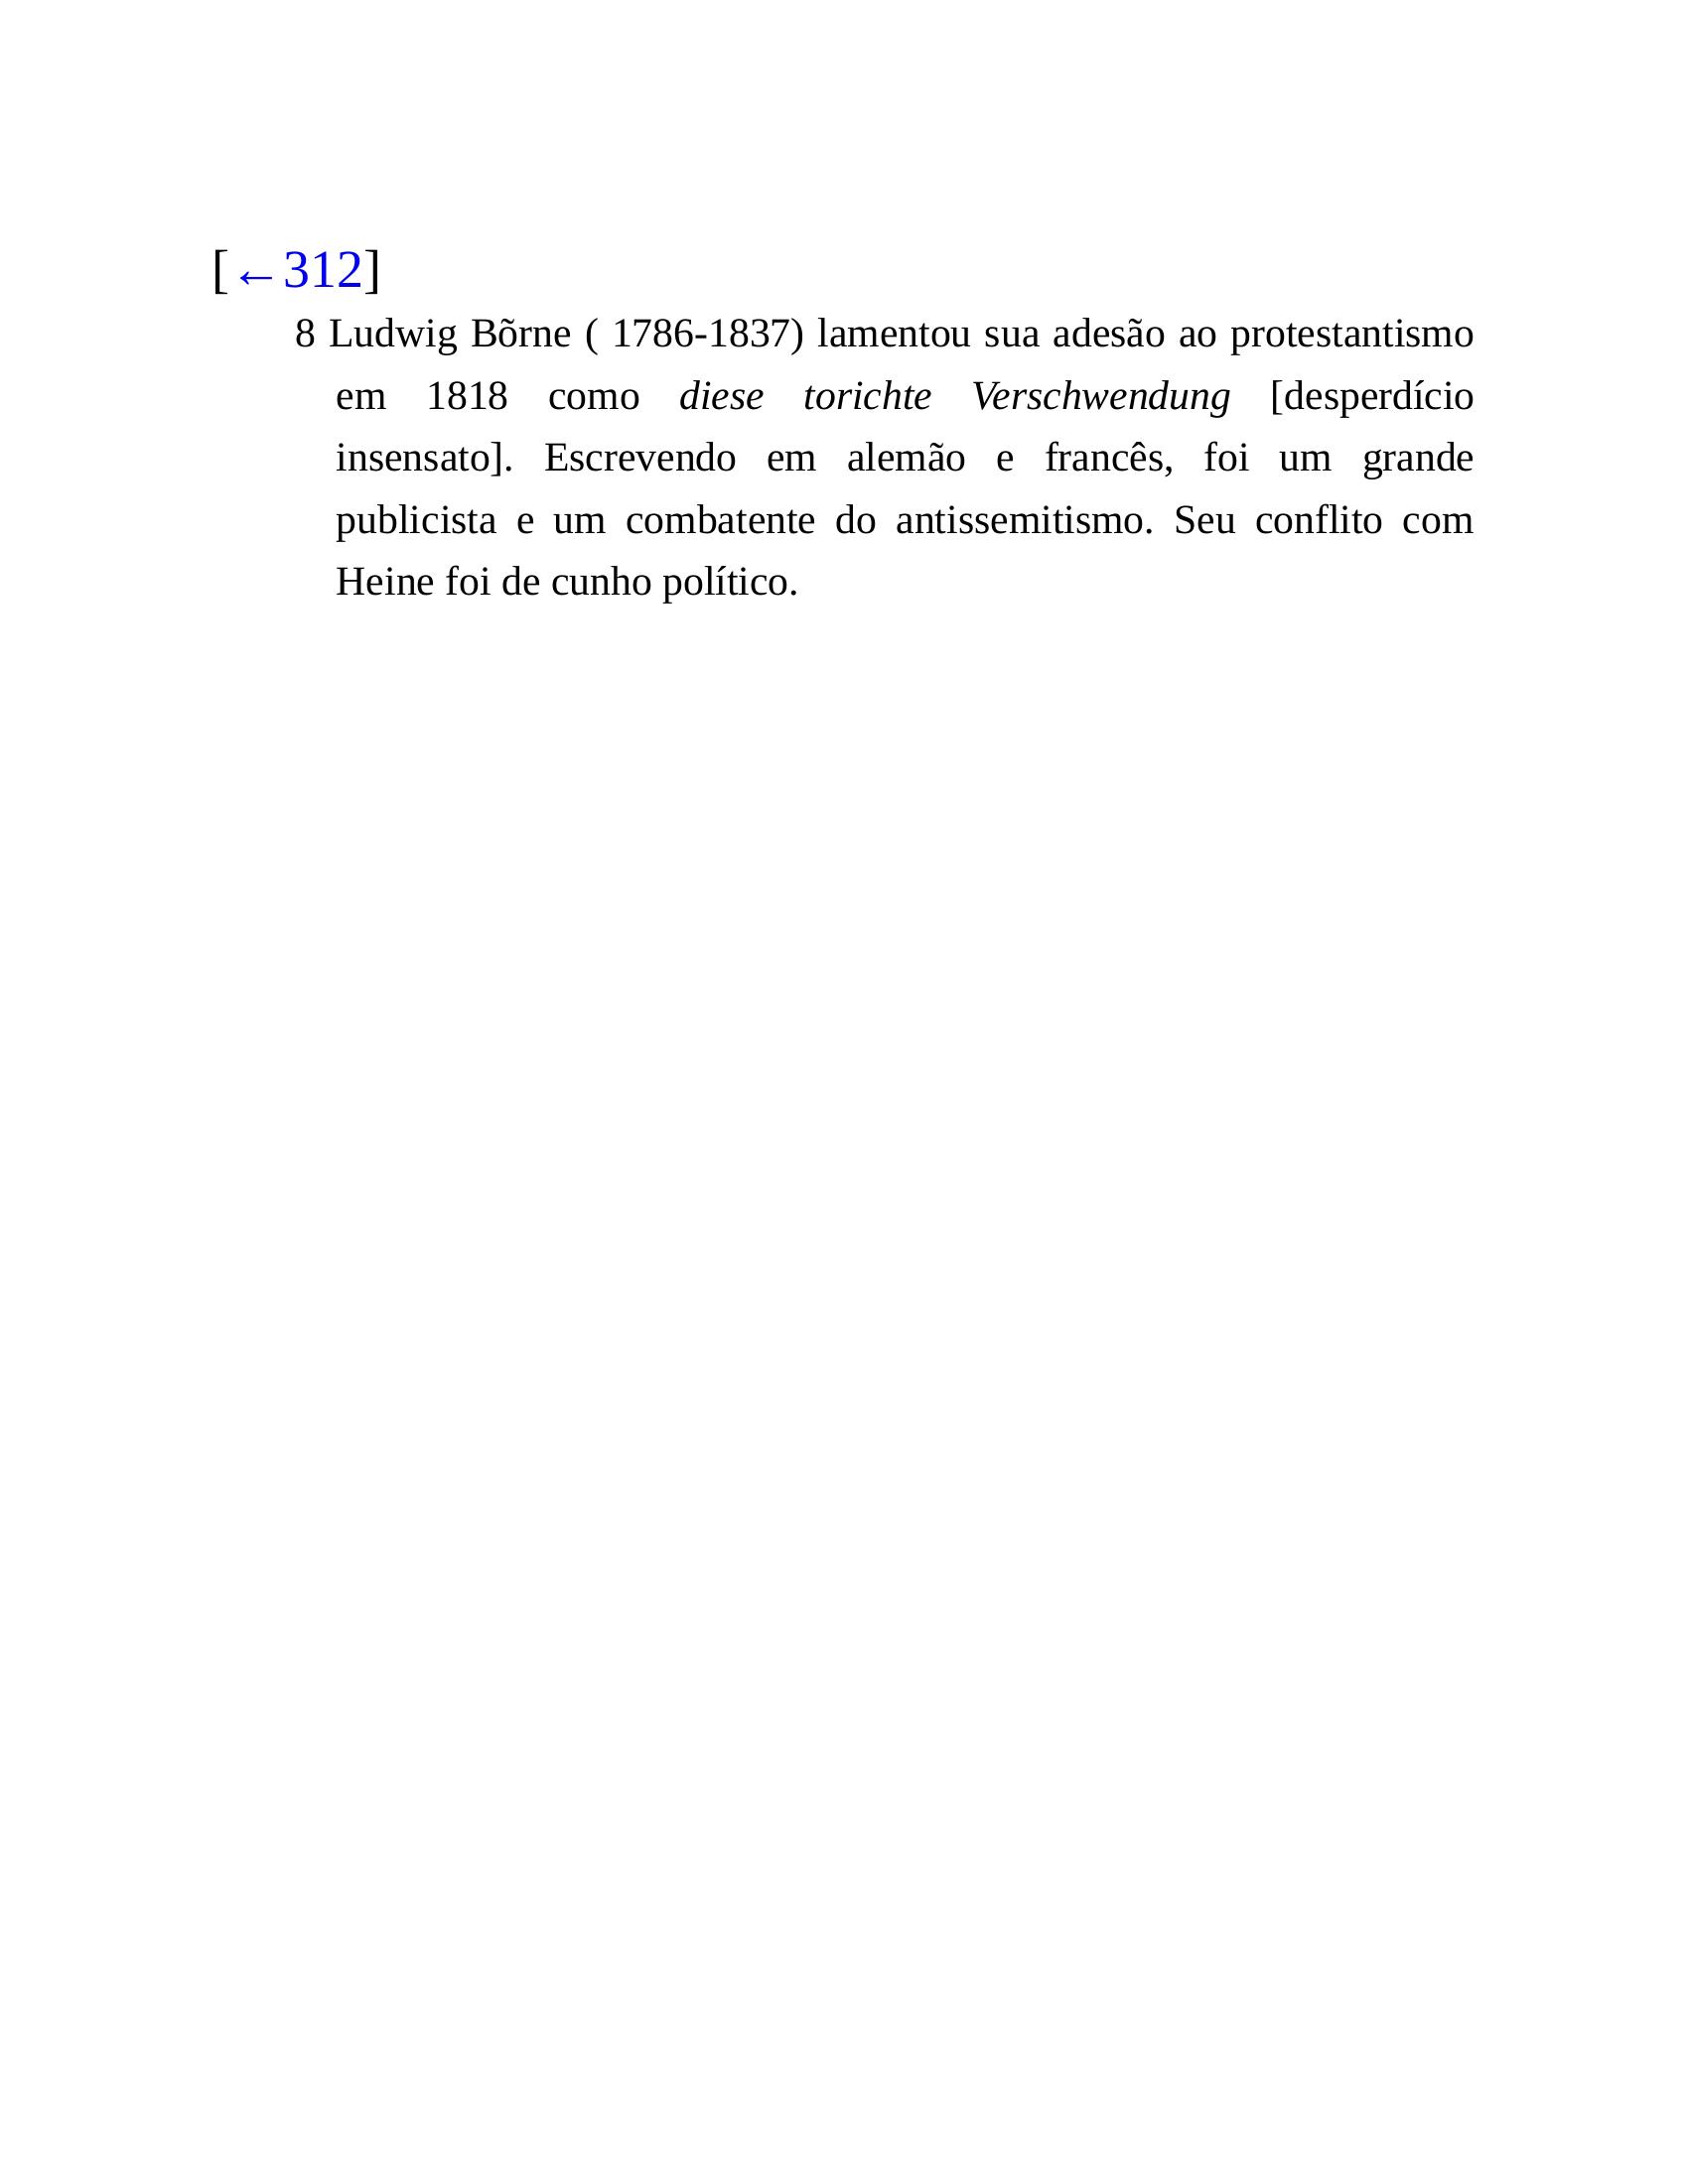 [←312]
8 Ludwig Bõrne ( 1786-1837) lamentou sua adesão ao protestantismo
em 1818 como diese torichte Verschwendung [desperdício
insensato]. Escrevendo em alemão e francês, foi um grande
publicista e um combatente do antissemitismo. Seu conflito com
Heine foi de cunho político.